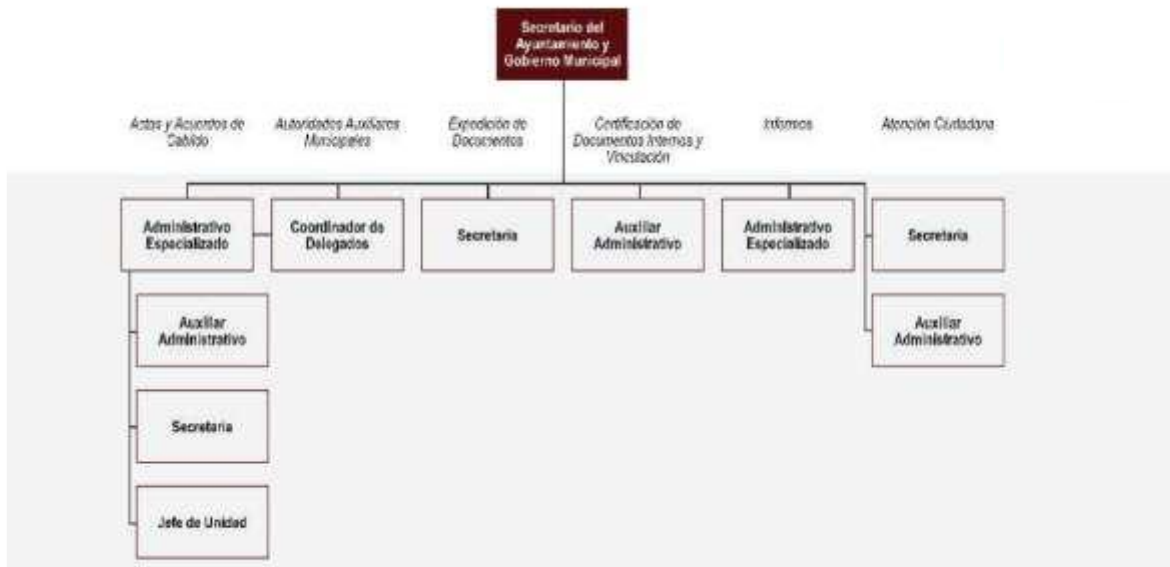 Secretario del
Ayuntamiento y
Gobierno Municipal
Actas y Acuerdos de
Cabildo
Autoridades Auxiliares
Municipales
Expedición de
Documentos
Certificación de
Documentos Internos y
Vinculación
Informes
Atención Ciudadana
Administrativo
Especializado
Coordinador de
Delegados
Secretaria
Auxiliar
Administrativo
Administrativo
Especializado
Secretaria
Auxiliar
Administrativo
Auxiliar
Administrativo
Secretaria
Jefe de Unidad